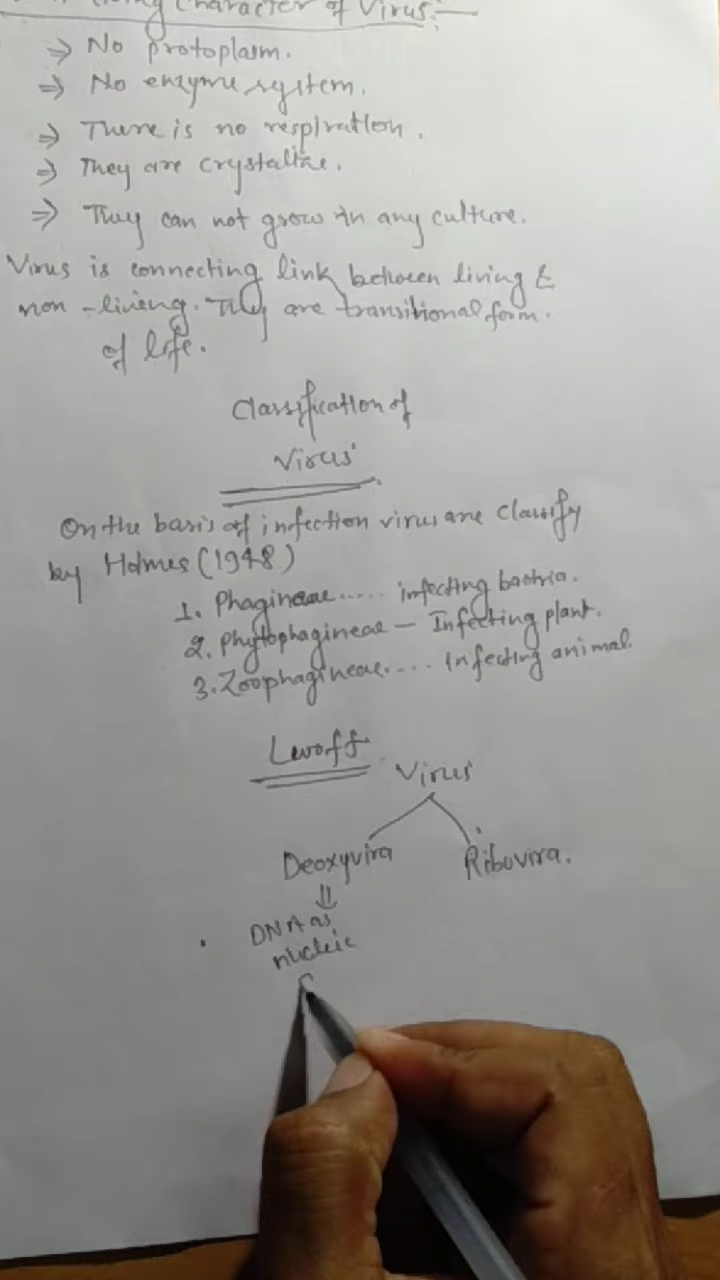 Character of Virus:-
⇒ No protoplasm.
⇒ No enzyme system.
⇒ There is no respiration.
⇒ They are crystalize.
⇒ They can not grow in any culture.
Virus is connecting link between living &
non-living. They are transitional form.
of life.
Classification of
Virus
On the basis of infection virus are classify
by Holmes (1948)
1. Phagineae..... infecting bactria.
2. Phytophagineae - Infecting plant.
3. Zoophagineae.... Infecting animal.
Lwoff
Virus
Deoxyvira Ribovira.
⇓
DNA as
nucleic